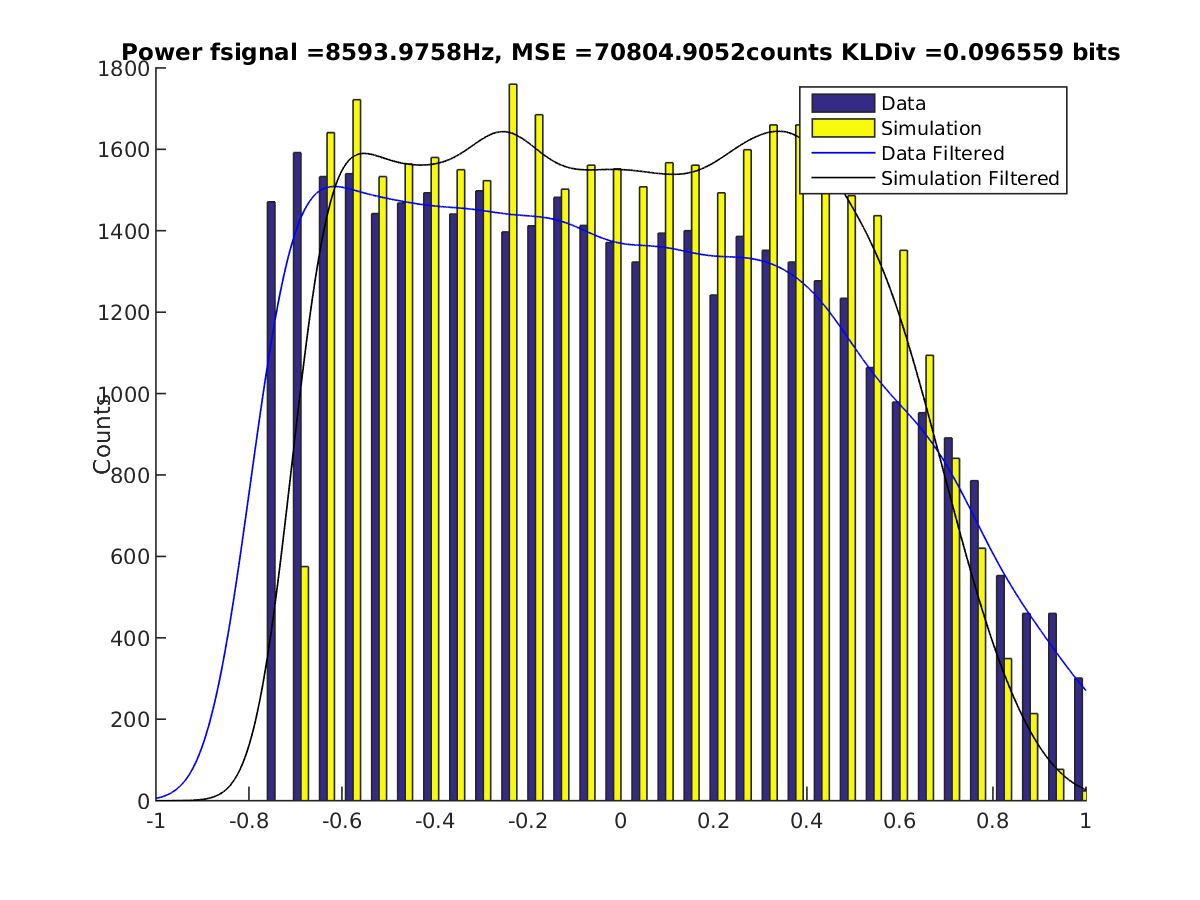 Power fsignal =8593.9758Hz, MSE =70804.9052counts KLDiv =0.096559 bits
1800
1600
1400
1200
1000
800
600
400
200
0
Counts
Data
Simulation
Data Filtered
Simulation Filtered
-1 -0.8 -0.6 -0.4 -0.2 0 0.2 0.4 0.6 0.8 1